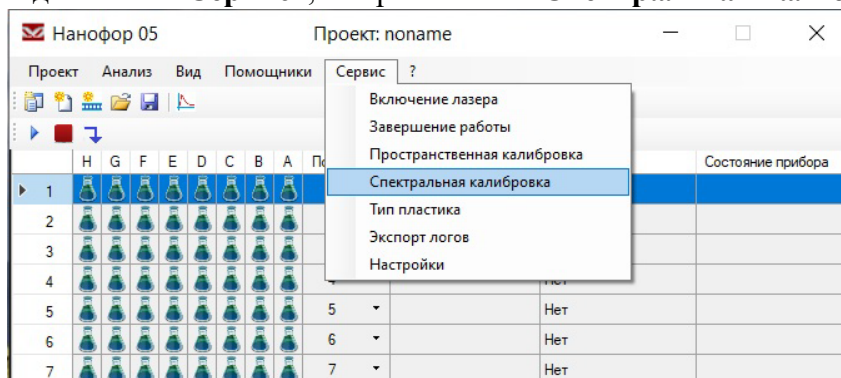 Нанофор 05 Проект: noname
Проект Анализ Вид Помощники Сервис ?
Включение лазера
Завершение работы
Пространственная калибровка
Спектральная калибровка
Тип пластика
Экспорт логов
Настройки
H G F E D C B A Состояние прибора
1
2
3
4
5 5 Нет
6 6 Нет
7 7 Нет